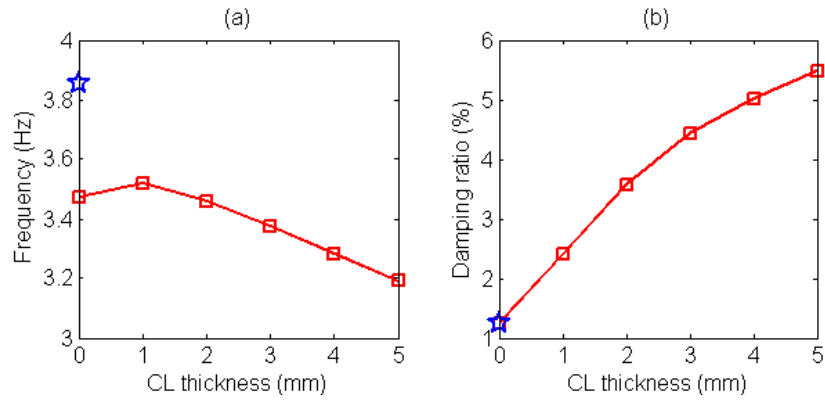 (a)
4
3.8
3.6
3.4
3.2
3
Frequency (Hz)
0 1 2 3 4 5
CL thickness (mm)
(b)
6
5
4
3
2
1
Damping ratio (%)
0 1 2 3 4 5
CL thickness (mm)